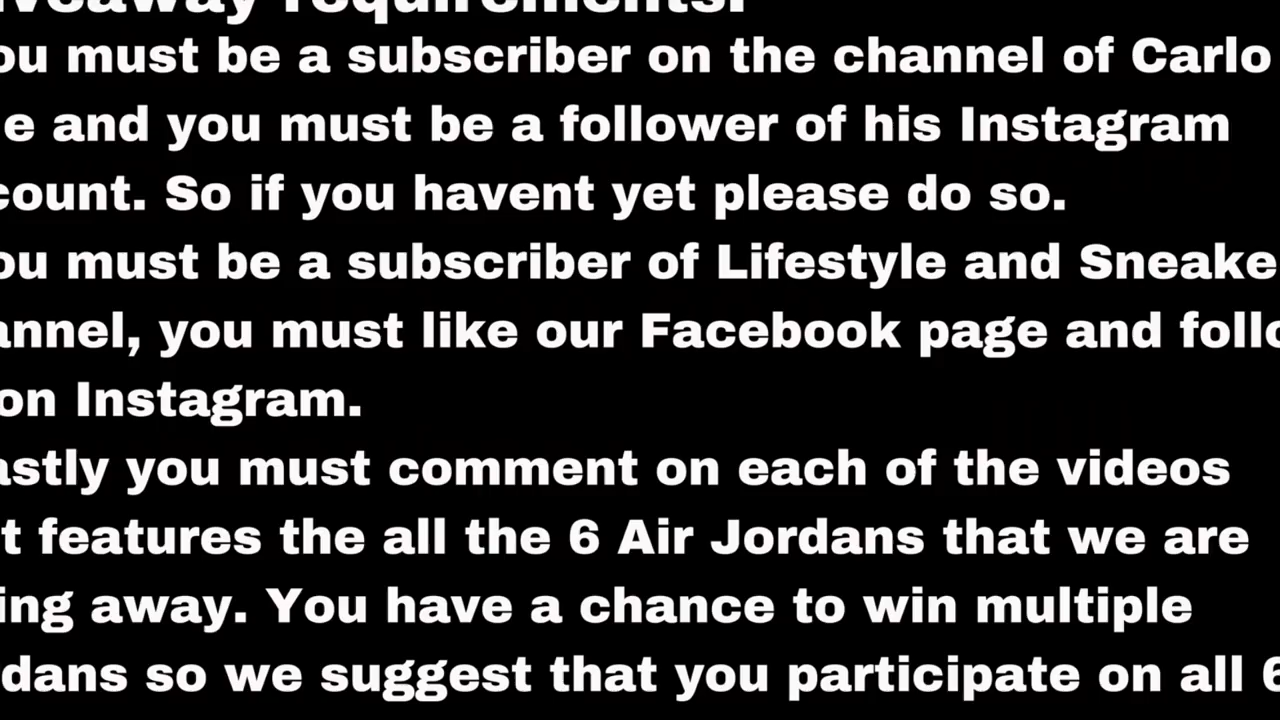 iveaway requirements:
ou must be a subscriber on the channel of Carlo
e and you must be a follower of his Instagram
count. So if you havent yet please do so.
ou must be a subscriber of Lifestyle and Sneake
annel, you must like our Facebook page and follo
on Instagram.
astly you must comment on each of the videos
t features the all the 6 Air Jordans that we are
ing away. You have a chance to win multiple
dans so we suggest that you participate on all 6